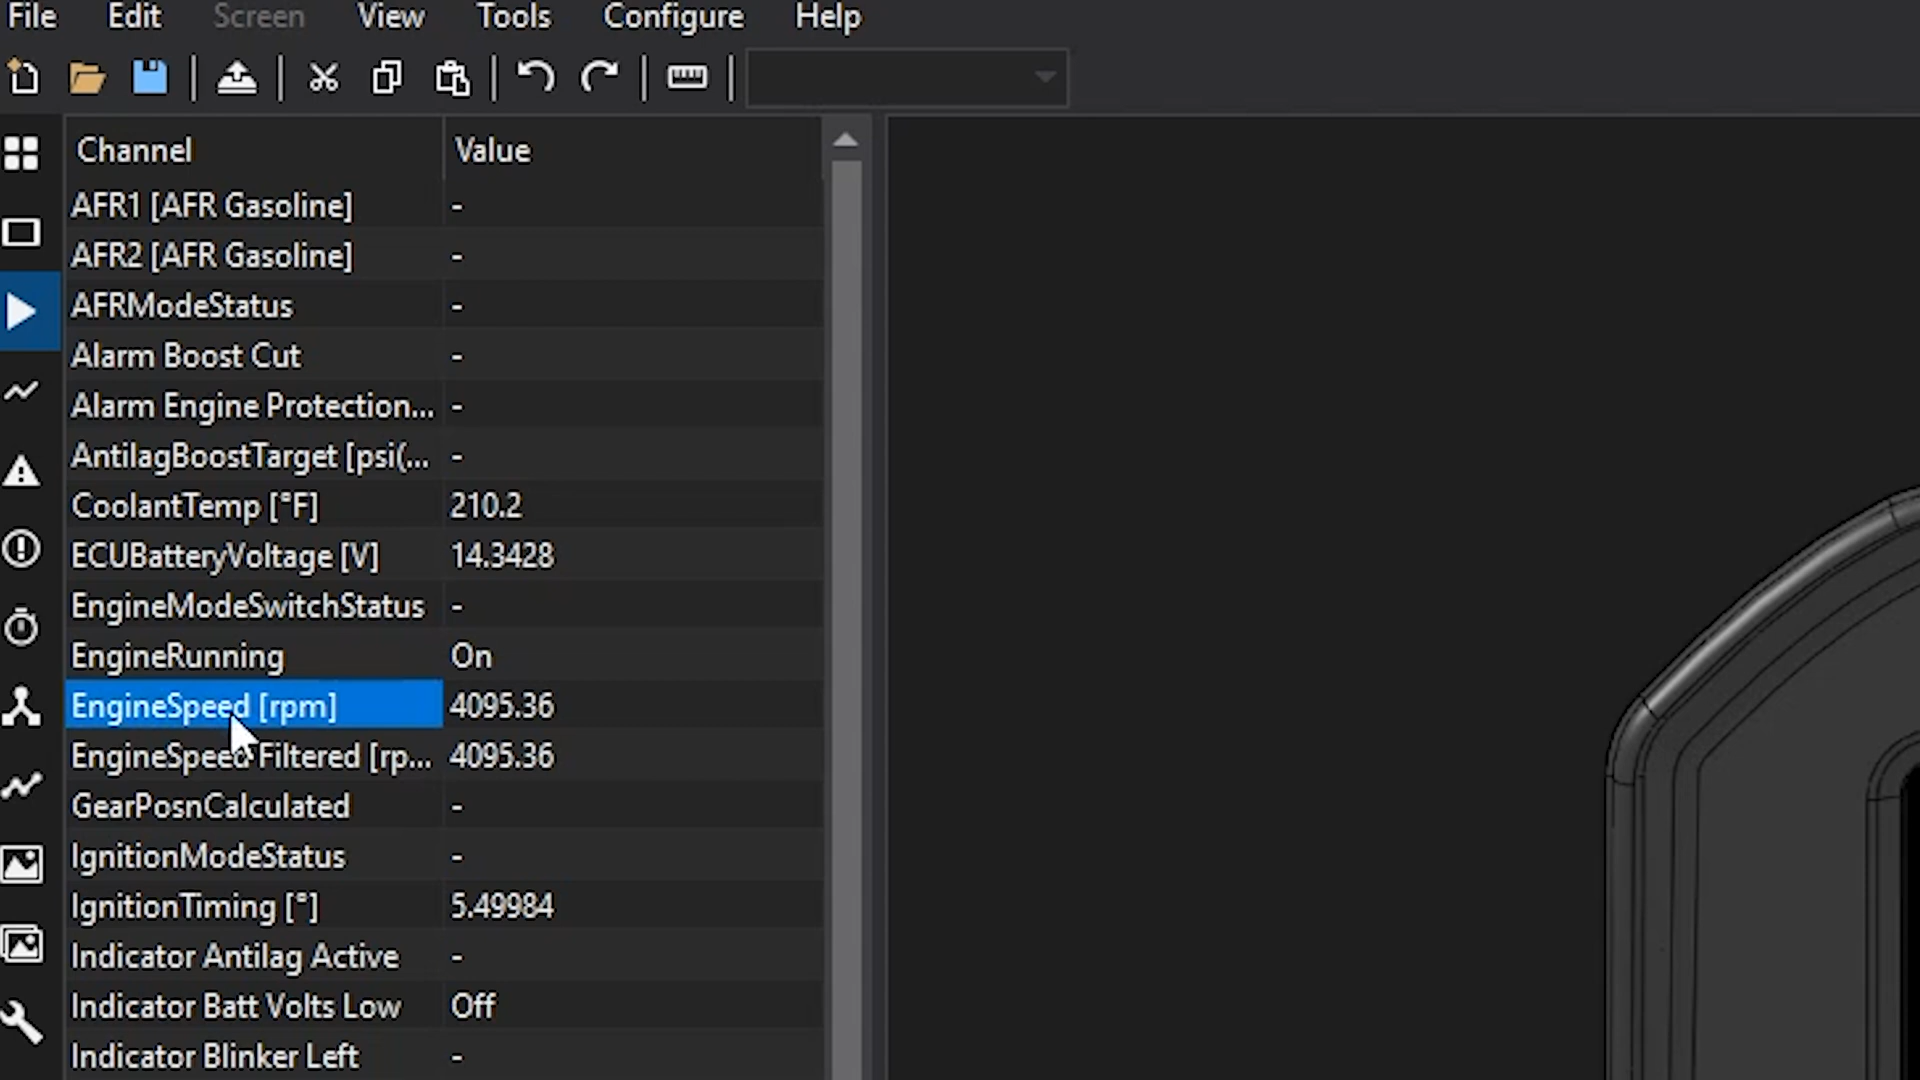 File Edit Screen View Tools Configure Help
Channel Value
AFR1 [AFR Gasoline] -
AFR2 [AFR Gasoline] -
AFRModeStatus -
Alarm Boost Cut -
Alarm Engine Protection... -
AntilagBoostTarget [psi(... -
CoolantTemp [°F] 210.2
ECUBatteryVoltage [V] 14.3428
EngineModeSwitchStatus -
EngineRunning On
EngineSpeed [rpm] 4095.36
EngineSpeed Filtered [rp... 4095.36
GearPosnCalculated -
IgnitionModeStatus -
IgnitionTiming [°] 5.49984
Indicator Antilag Active -
Indicator Batt Volts Low Off
Indicator Blinker Left -